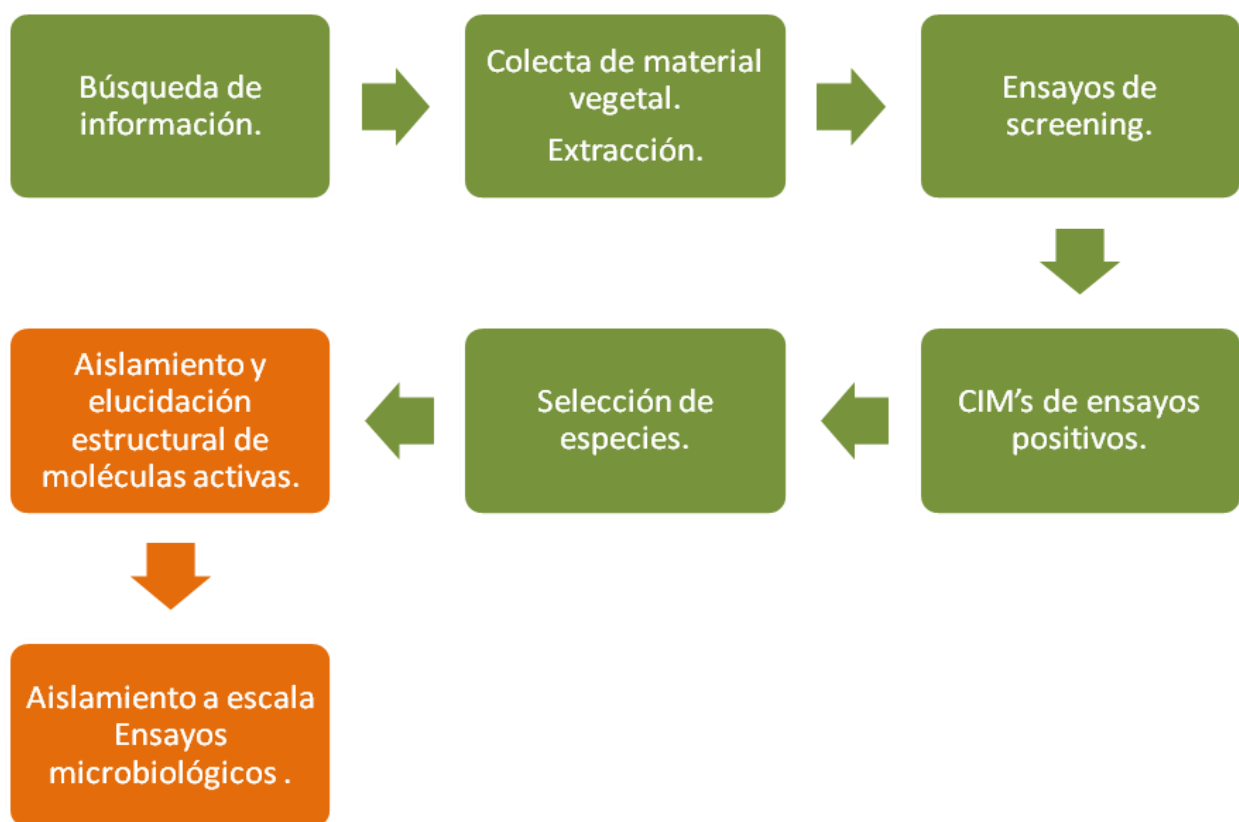 Búsqueda de
información.
Colecta de material
vegetal.
Extracción.
Ensayos de
screening.
CIM's de ensayos
positivos.
Selección de
especies.
Aislamiento y
elucidación
estructural de
moléculas activas.
Aislamiento a escala
Ensayos
microbiológicos .